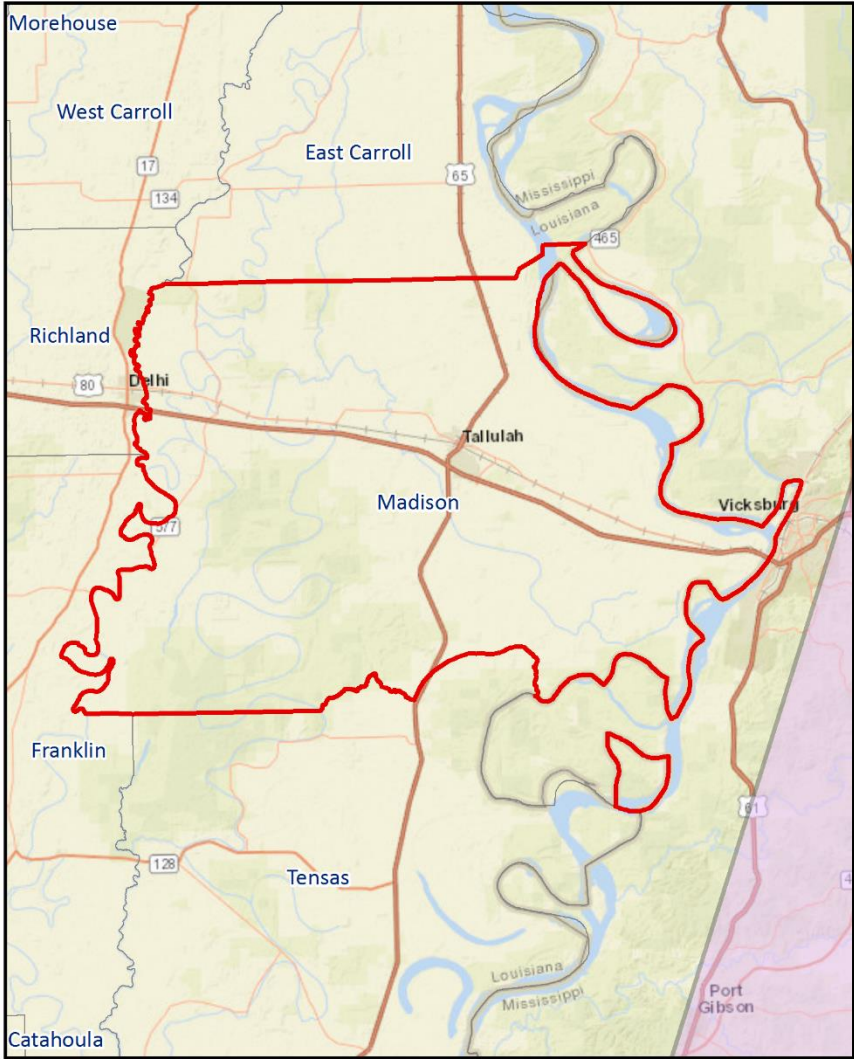 Morehouse
West Carroll
East Carroll
17
65
134
Mississippi
Louisiana
465
Richland
80
Delhi
Tallulah
Madison
Vicksburg
577
Franklin
61
128
Tensas
4
Louisiana
Mississippi
Port
Gibson
Catahoula